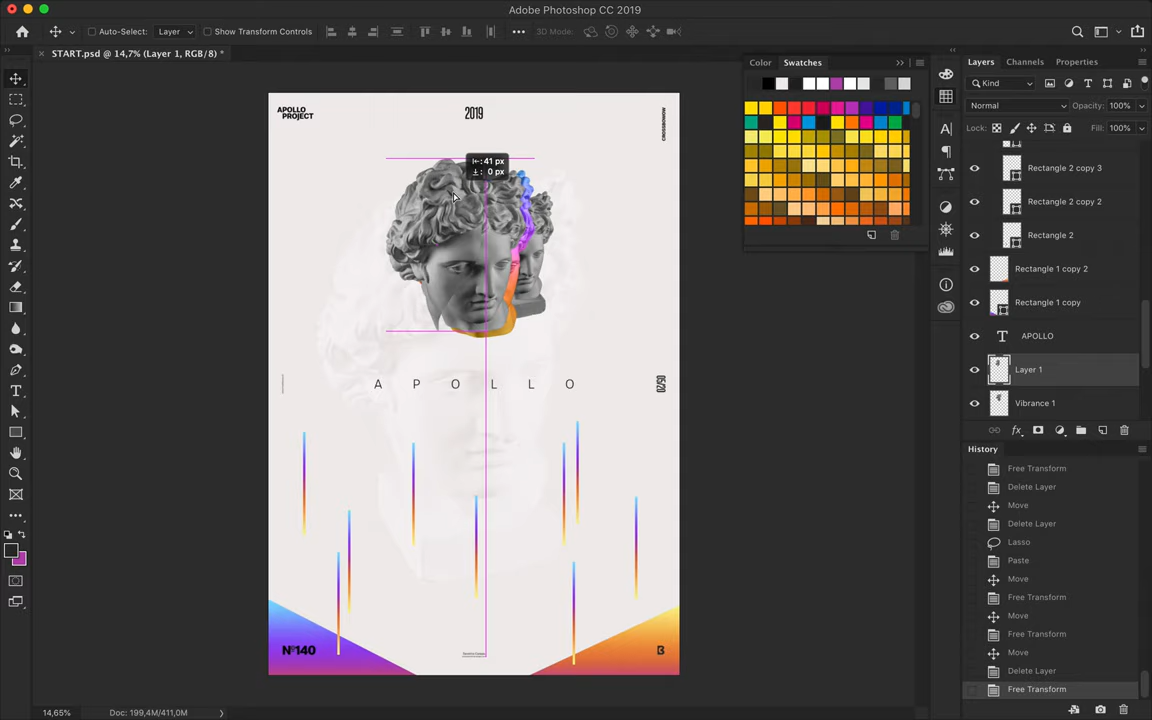 Adobe Photoshop CC 2019
Auto-Select:
Layer
Show Transform Controls
3D Mode:
START.psd @ 14,7% (Layer 1, RGB/8) *
Color
Swatches
Layers
Channels
Properties
Kind
Normal
Opacity: 100%
Lock:
Fill: 100%
Rectangle 2 copy 3
Rectangle 2 copy 2
Rectangle 2
Rectangle 1 copy 2
Rectangle 1 copy
APOLLO
Layer 1
Vibrance 1
fx
History
Free Transform
Delete Layer
Move
Delete Layer
Lasso
Paste
Move
Free Transform
Move
Free Transform
Move
Delete Layer
Free Transform
APOLLO
PROJECT
2019
: 41 px
: 0 px
A P O L L O
05/20
Nº140
14,65%
Doc: 199,4M/411,0M